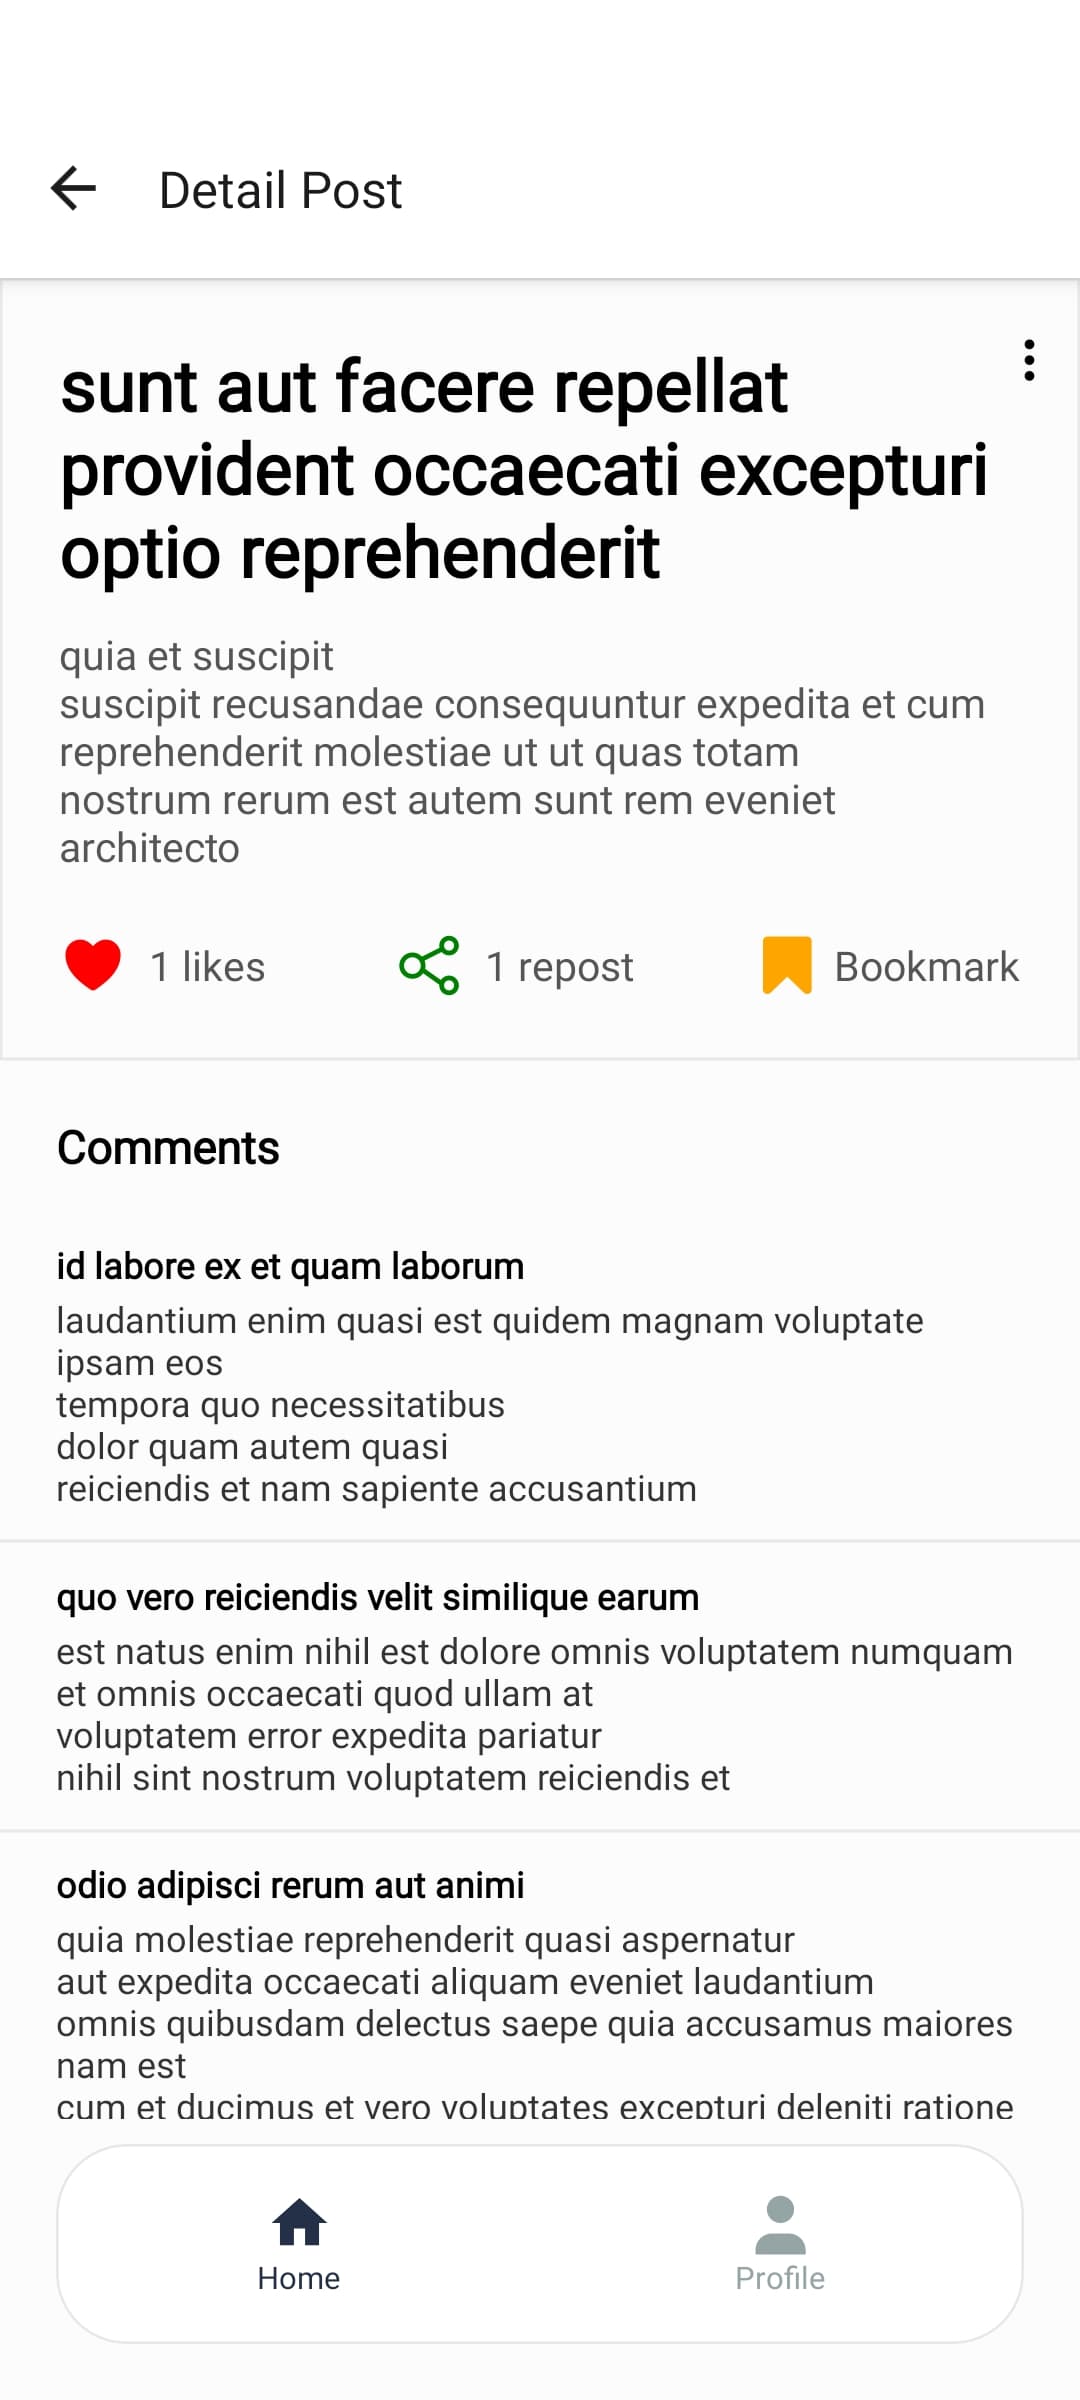 Detail Post
sunt aut facere repellat
provident occaecati excepturi
optio reprehenderit
quia et suscipit
suscipit recusandae consequuntur expedita et cum
reprehenderit molestiae ut ut quas totam
nostrum rerum est autem sunt rem eveniet
architecto
1 likes
1 repost
Bookmark
Comments
id labore ex et quam laborum
laudantium enim quasi est quidem magnam voluptate
ipsam eos
tempora quo necessitatibus
dolor quam autem quasi
reiciendis et nam sapiente accusantium
quo vero reiciendis velit similique earum
est natus enim nihil est dolore omnis voluptatem numquam
et omnis occaecati quod ullam at
voluptatem error expedita pariatur
nihil sint nostrum voluptatem reiciendis et
odio adipisci rerum aut animi
quia molestiae reprehenderit quasi aspernatur
aut expedita occaecati aliquam eveniet laudantium
omnis quibusdam delectus saepe quia accusamus maiores
nam est
cum et ducimus et vero voluptates excepturi deleniti ratione
Home
Profile